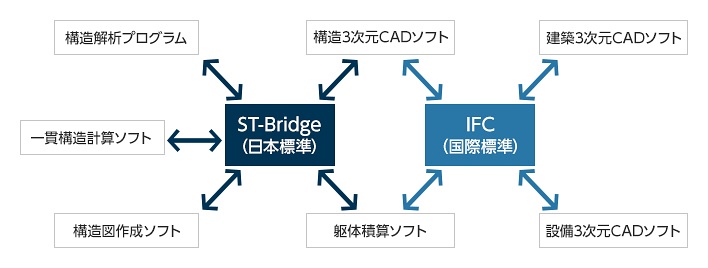 構造解析プログラム
構造3次元CADソフト
建築3次元CADソフト
ST-Bridge
（日本標準）
IFC
（国際標準）
一貫構造計算ソフト
構造図作成ソフト
躯体積算ソフト
設備3次元CADソフト